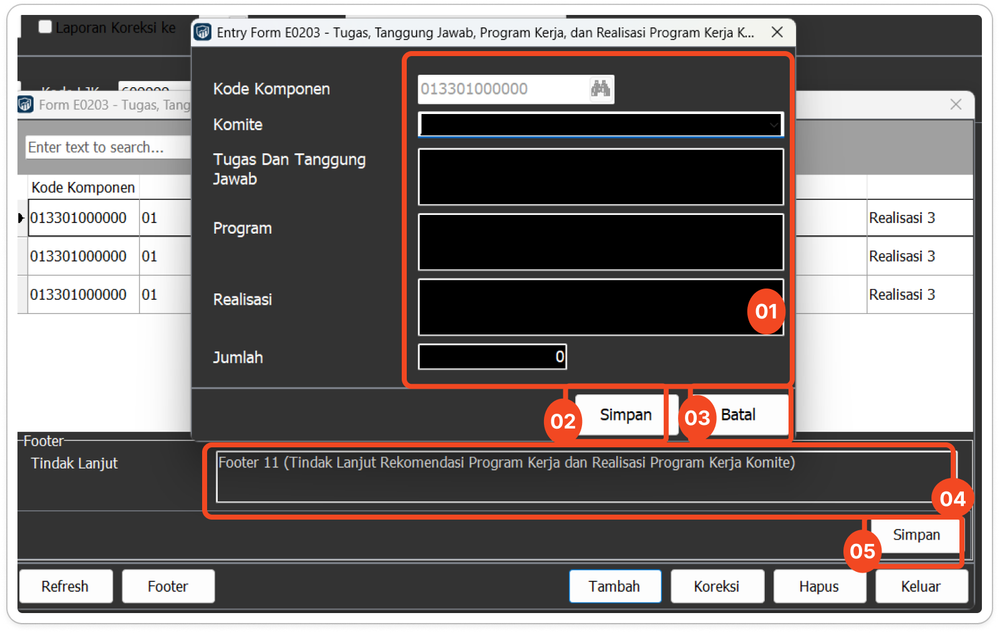 Laporan Koreksi ke
Entry Form E0203 - Tugas, Tanggung Jawab, Program Kerja, dan Realisasi Program Kerja K...
Kode LJK 600000
Form E0203 - Tugas, Tang
Kode Komponen
013301000000
Komite
Enter text to search...
Tugas Dan Tanggung
Jawab
Kode Komponen
013301000000 01
Realisasi 3
Program
013301000000 01
Realisasi 3
013301000000 01
Realisasi 3
Realisasi
01
Jumlah
0
02
Simpan
03
Batal
Footer
Tindak Lanjut
Footer 11 (Tindak Lanjut Rekomendasi Program Kerja dan Realisasi Program Kerja Komite)
04
Simpan
05
Refresh
Footer
Tambah
Koreksi
Hapus
Keluar